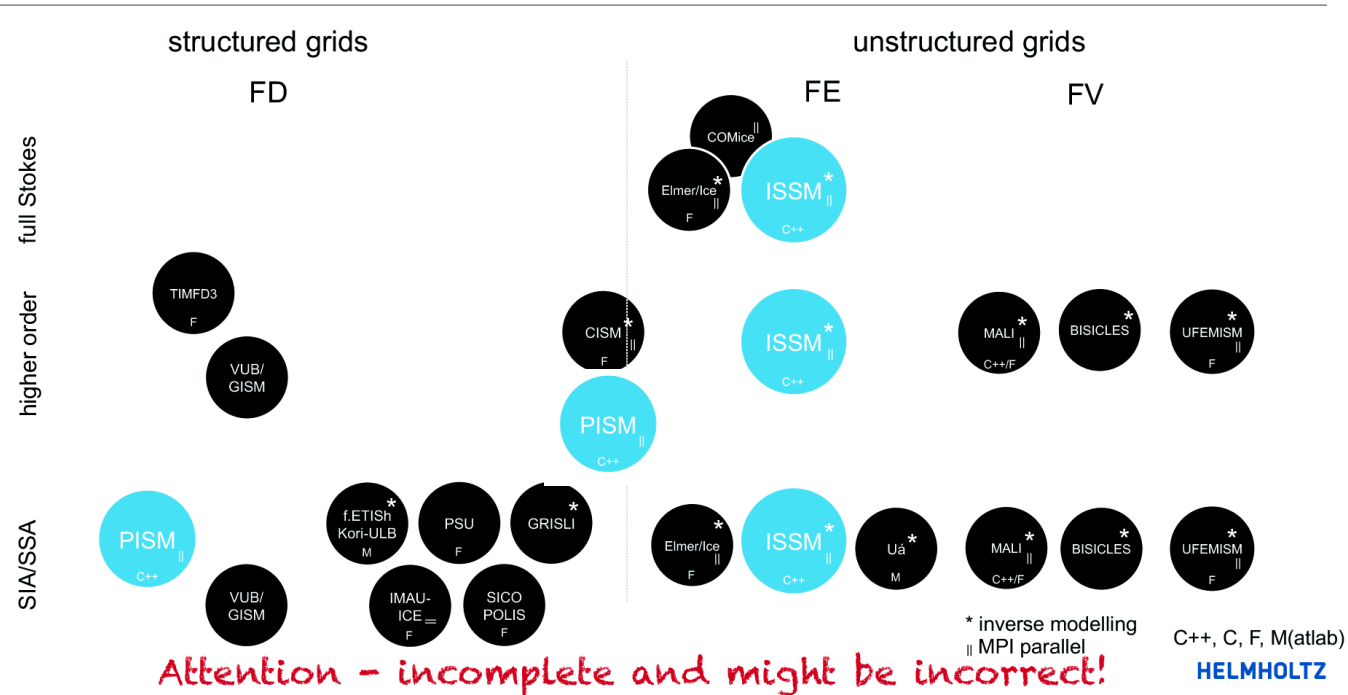 structured grids
unstructured grids
FD
FE
FV
full Stokes
COMice ||
Elmer/Ice * ||
F
ISSM * ||
C++
higher order
TIMFD3
F
VUB/
GISM
CISM * ||
F
PISM ||
C++
ISSM * ||
C++
MALI * ||
C++/F
BISICLES *
UFEMISM * ||
F
SIA/SSA
PISM ||
C++
VUB/
GISM
f.ETISh *
Kori-ULB
M
PSU
F
GRISLI *
IMAU-
ICE =
F
SICO
POLIS
F
Elmer/Ice * ||
F
ISSM * ||
C++
Uá *
M
MALI * ||
C++/F
BISICLES *
UFEMISM * ||
F
* inverse modelling
|| MPI parallel
C++, C, F, M(atlab)
Attention - incomplete and might be incorrect!
HELMHOLTZ